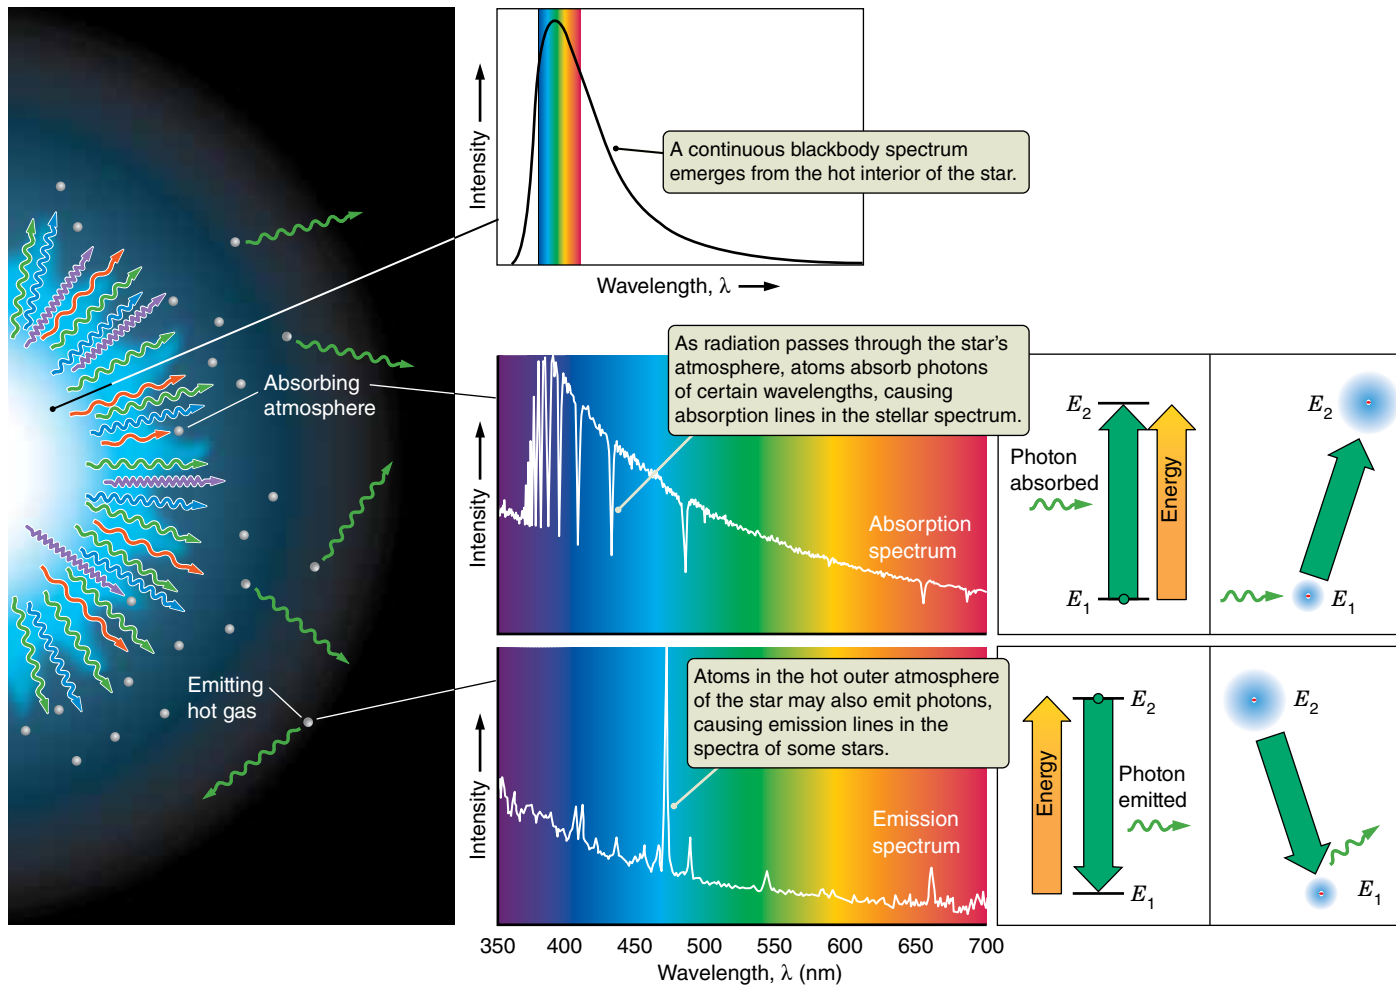 Intensity
A continuous blackbody spectrum
emerges from the hot interior of the star.
Wavelength, λ
Absorbing
atmosphere
As radiation passes through the star’s
atmosphere, atoms absorb photons
of certain wavelengths, causing
absorption lines in the stellar spectrum.
Intensity
Absorption
spectrum
E2
Photon
absorbed
Energy
E1
E2
E1
Emitting
hot gas
Atoms in the hot outer atmosphere
of the star may also emit photons,
causing emission lines in the
spectra of some stars.
Intensity
Emission
spectrum
Energy
E2
Photon
emitted
E1
E2
E1
350 400 450 500 550 600 650 700
Wavelength, λ (nm)